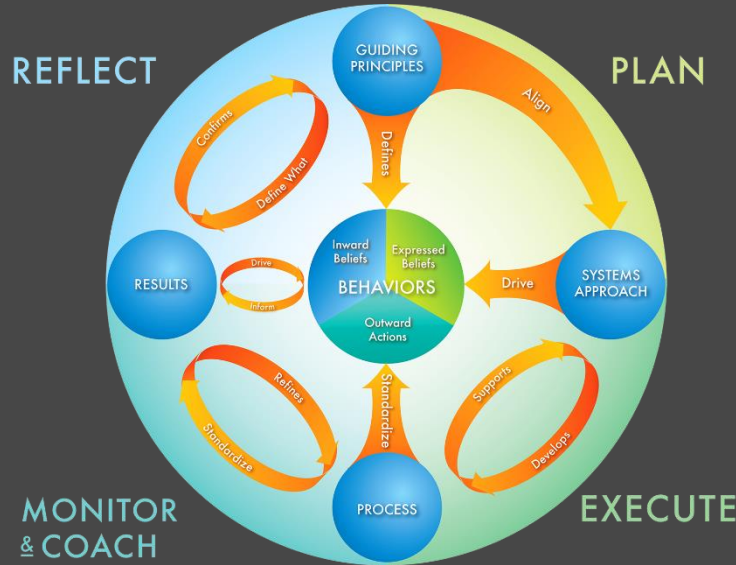 REFLECT
PLAN
GUIDING
PRINCIPLES
Align
Confirms
Define What
Defines
Inward
Beliefs
Expressed
Beliefs
BEHAVIORS
Outward
Actions
RESULTS
Drive
Inform
Drive
SYSTEMS
APPROACH
Refines
Standardize
Standardize
Supports
Develops
PROCESS
MONITOR
& COACH
EXECUTE